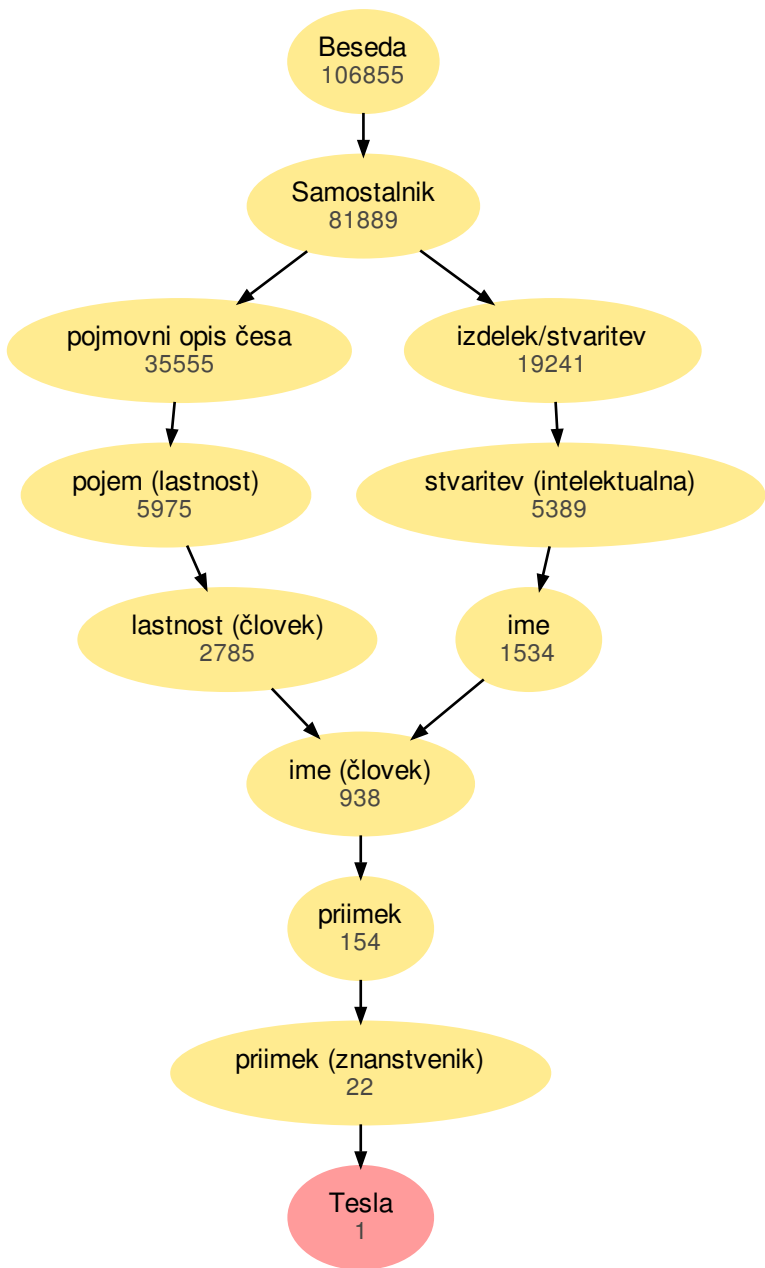 Beseda
106855
Samostalnik
81889
pojmovni opis česa
35555
izdelek/stvaritev
19241
pojem (lastnost)
5975
stvaritev (intelektualna)
5389
lastnost (človek)
2785
ime
1534
ime (človek)
938
priimek
154
priimek (znanstvenik)
22
Tesla
1